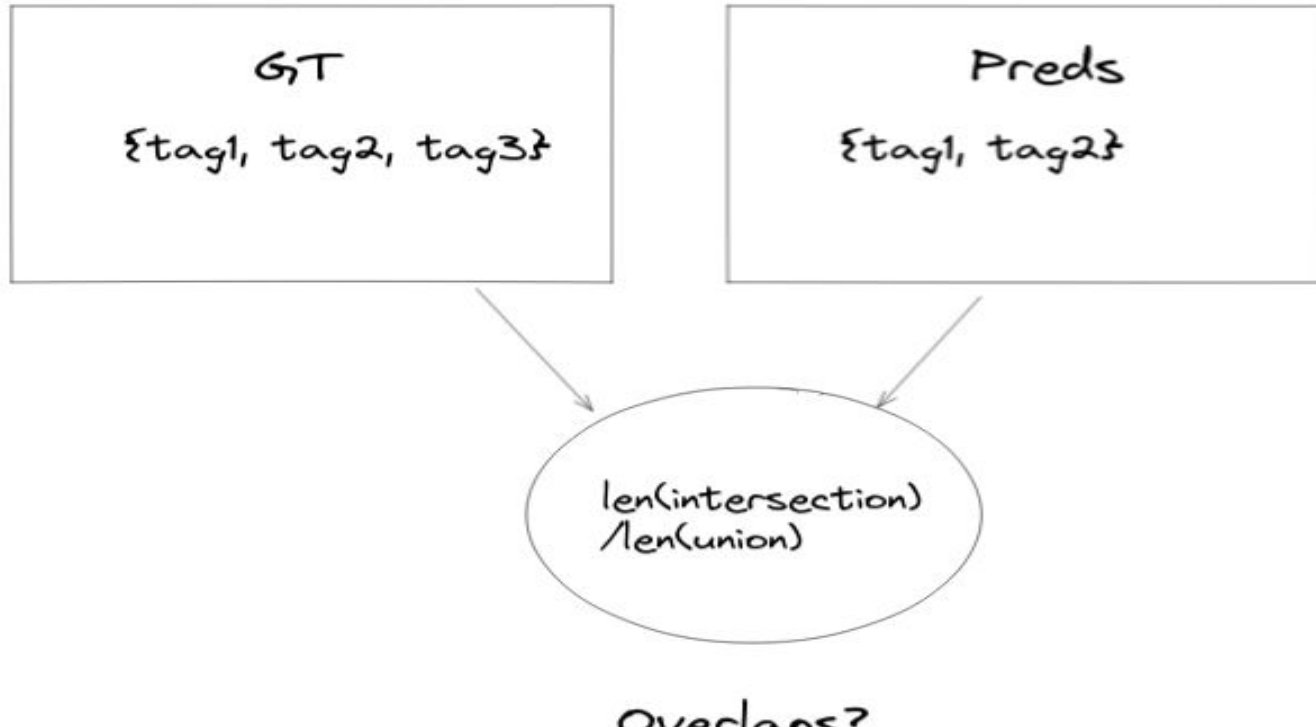 GT
{tag1, tag2, tag3}
Preds
{tag1, tag2}
len(intersection)
/len(union)
Overlaps?